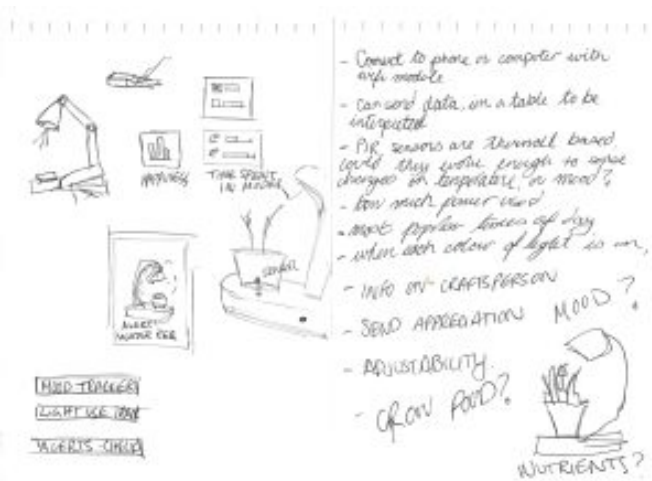 HAPPINESS
TIME SPENT
IN MODES
SENSOR
ALERT!
WATER ME!
MOOD TRACKER
LIGHT USE
ALERTS CHECK
- Connect to phone or computer with
wifi module
- Can send data, in a table to be
interpreted
- PIR sensors are thermal based
could they work enough to sense
changes in temperature, or mood?
- how much power used
- most popular times of day
- when each colour of light is on,
- INFO ON CRAFTSPERSON
- SEND APPRECIATION
MOOD?
- ADJUSTABILITY.
- GROW FOOD?
NUTRIENTS?